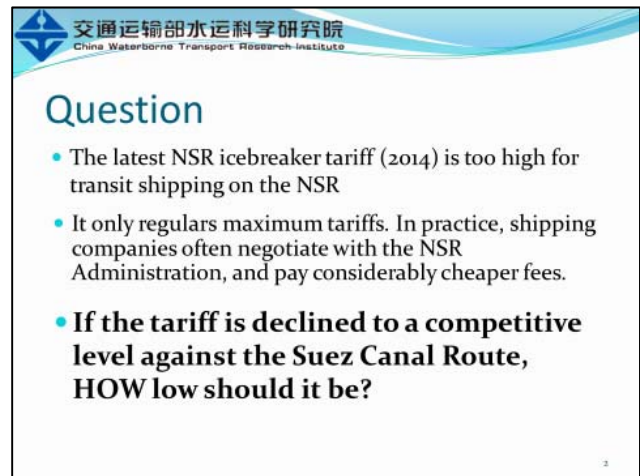 交通运输部水运科学研究院
China Waterborne Transport Research Institute
Question
• The latest NSR icebreaker tariff (2014) is too high for
transit shipping on the NSR
• It only regulars maximum tariffs. In practice, shipping
companies often negotiate with the NSR
Administration, and pay considerably cheaper fees.
• If the tariff is declined to a competitive
level against the Suez Canal Route,
HOW low should it be?
2